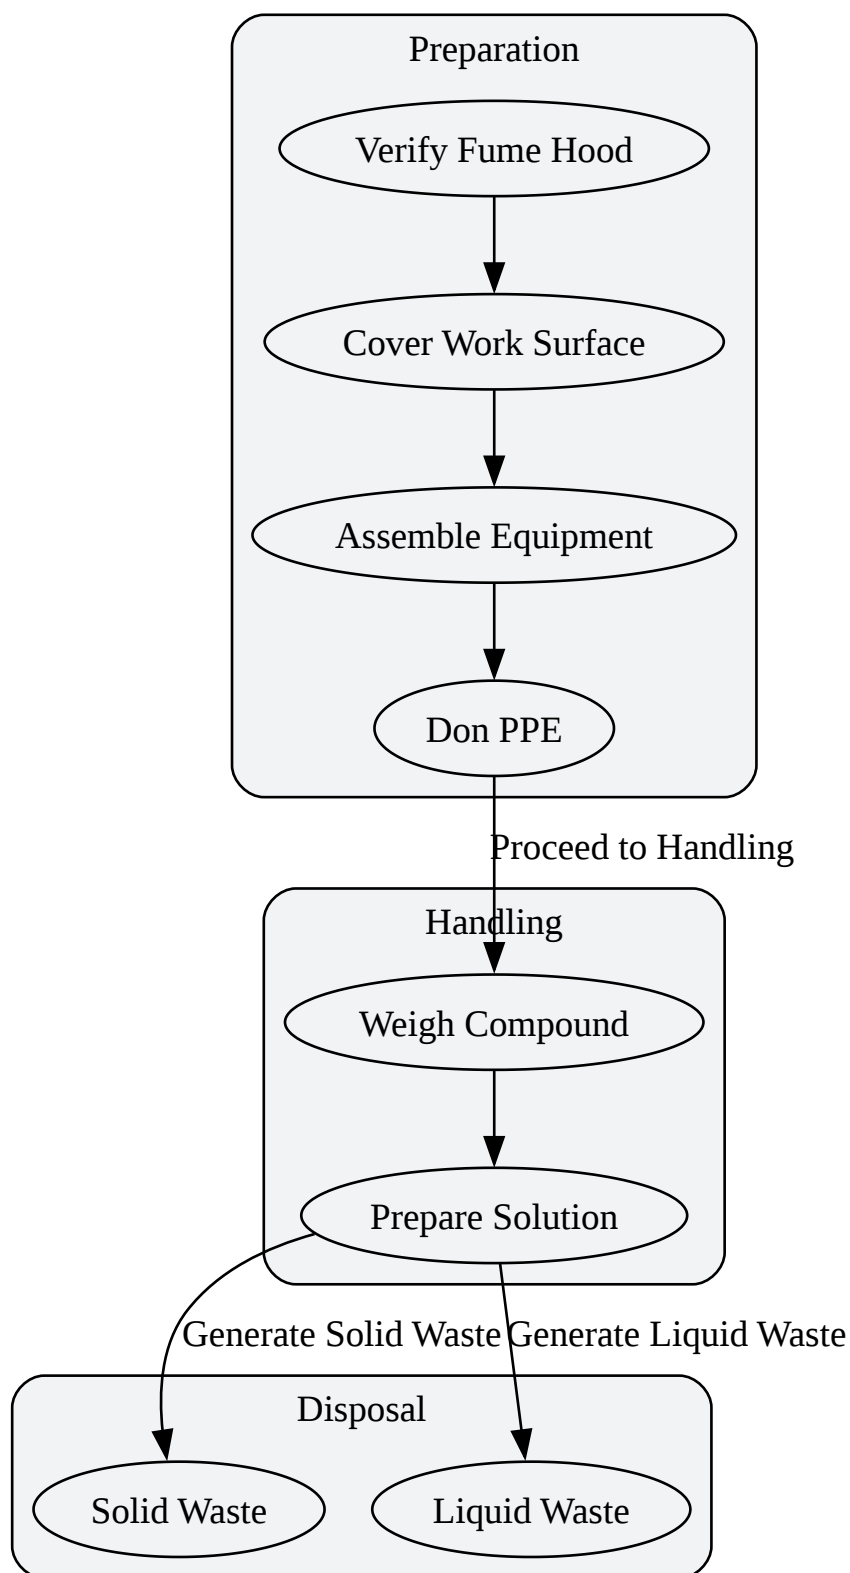 Preparation
Verify Fume Hood
Cover Work Surface
Assemble Equipment
Don PPE
Proceed to Handling
Handling
Weigh Compound
Prepare Solution
Generate Solid Waste
Generate Liquid Waste
Disposal
Solid Waste
Liquid Waste